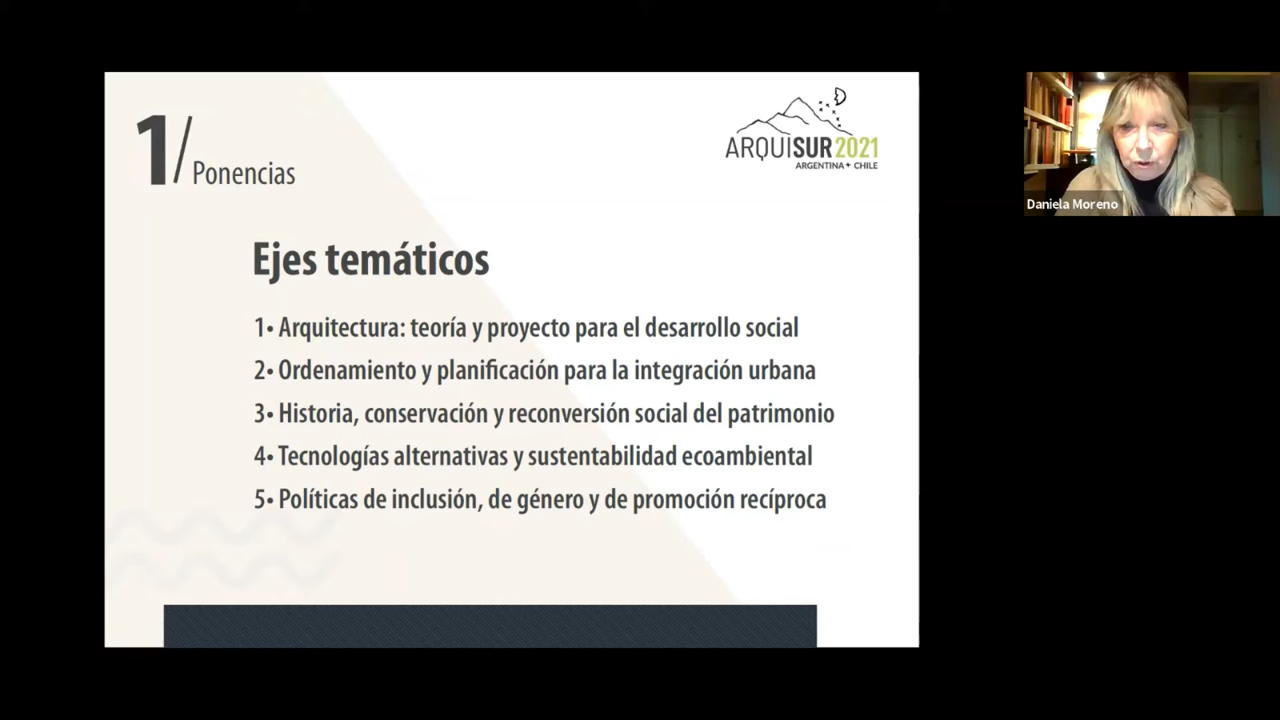 1/ Ponencias
ARQUISUR 2021
ARGENTINA + CHILE
Ejes temáticos
1• Arquitectura: teoría y proyecto para el desarrollo social
2• Ordenamiento y planificación para la integración urbana
3• Historia, conservación y reconversión social del patrimonio
4• Tecnologías alternativas y sustentabilidad ecoambiental
5• Políticas de inclusión, de género y de promoción recíproca
Daniela Moreno